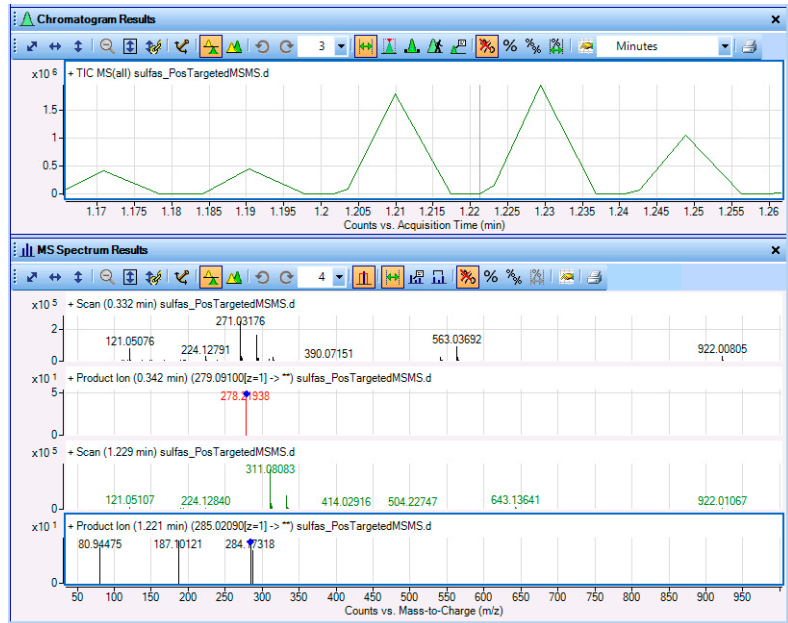 Chromatogram Results
3
% Minutes
x10 6
+ TIC MS(all) sulfas_PosTargetedMSMS.d
1.5
1
0.5
0
1.17 1.175 1.18 1.185 1.19 1.195 1.2 1.205 1.21 1.215 1.22 1.225 1.23 1.235 1.24 1.245 1.25 1.255 1.26
Counts vs. Acquisition Time (min)
MS Spectrum Results
4
%
x10 5
+ Scan (0.332 min) sulfas_PosTargetedMSMS.d
2
0
121.05076 224.12791 271.03176 390.07151 563.03692 922.00805
x10 1
+ Product Ion (0.342 min) (279.09100[z=1] -> **) sulfas_PosTargetedMSMS.d
5
0
x10 5
+ Scan (1.229 min) sulfas_PosTargetedMSMS.d
0
121.05107 224.12840 311.08083 414.02916 504.22747 643.13641 922.01067
x10 1
+ Product Ion (1.221 min) (285.02090[z=1] -> **) sulfas_PosTargetedMSMS.d
0
80.94475 187.10121
50 100 150 200 250 300 350 400 450 500 550 600 650 700 750 800 850 900 950
Counts vs. Mass-to-Charge (m/z)